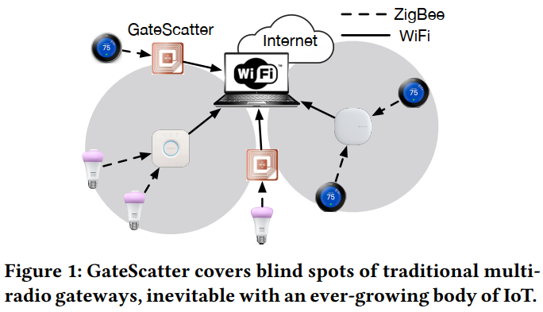 ZigBee
GateScatter
Internet
WiFi
75
WiFi
75
75
Figure 1: GateScatter covers blind spots of traditional multi-
radio gateways, inevitable with an ever-growing body of IoT.